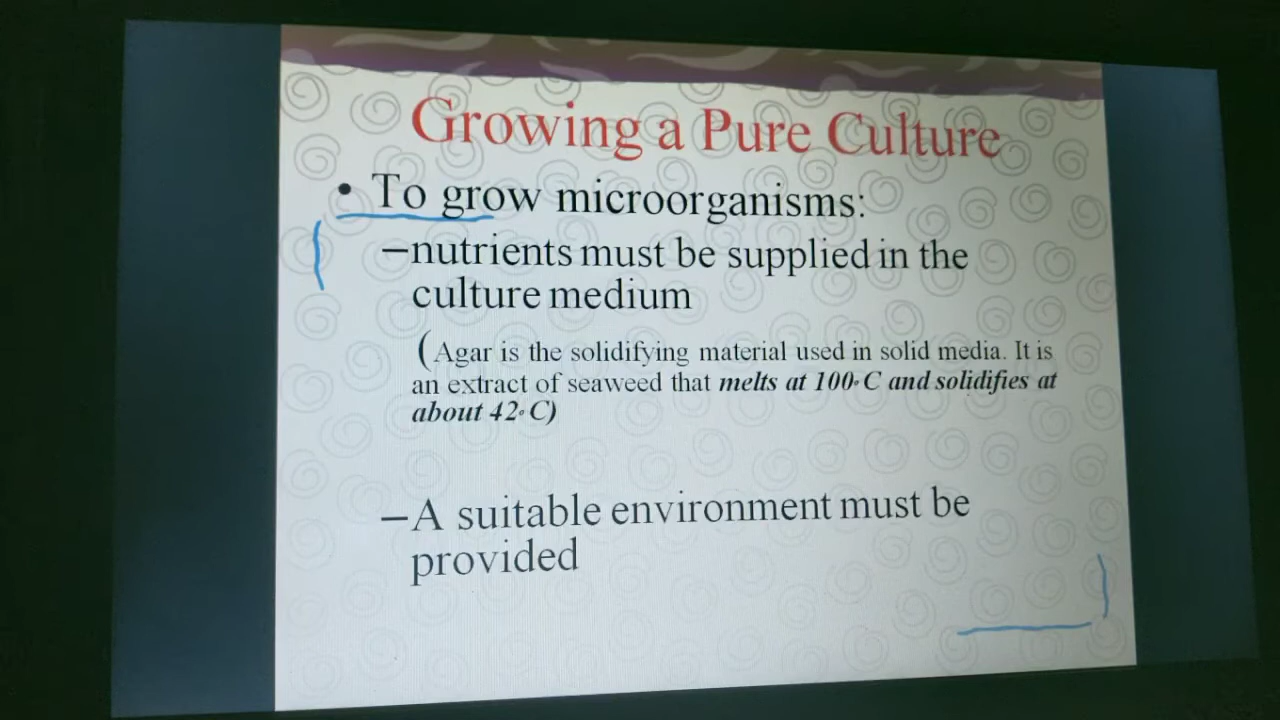 Growing a Pure Culture
• To grow microorganisms:
–nutrients must be supplied in the
culture medium
(Agar is the solidifying material used in solid media. It is
an extract of seaweed that melts at 100◦C and solidifies at
about 42◦C)
–A suitable environment must be
provided